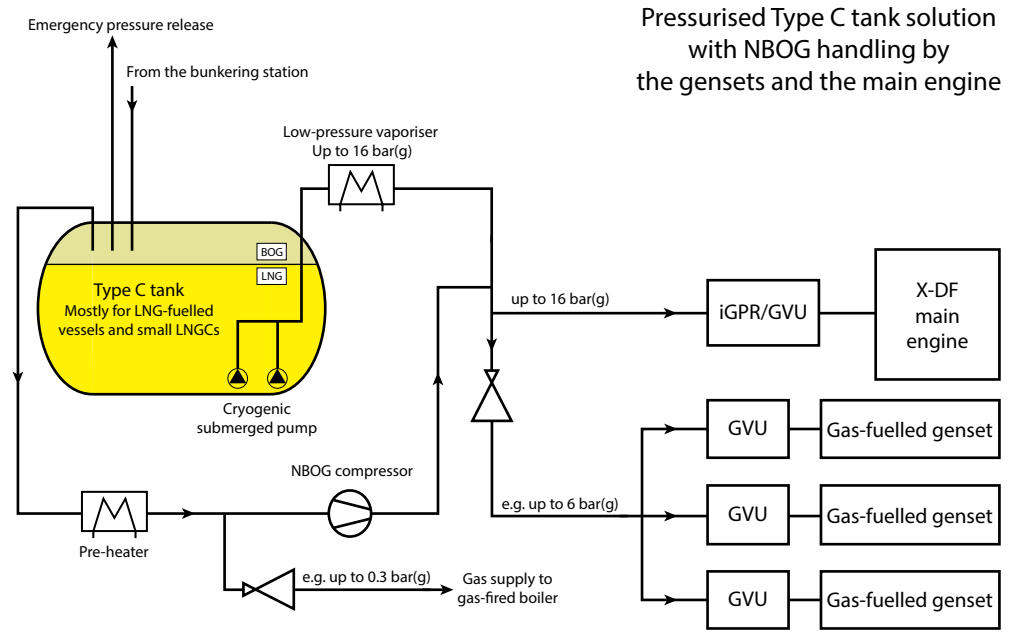 Pressurised Type C tank solution
with NBOG handling by
the gensets and the main engine
Emergency pressure release
From the bunkering station
Low-pressure vaporiser
Up to 16 bar(g)
BOG
LNG
Type C tank
Mostly for LNG-fuelled
vessels and small LNGCs
Cryogenic
submerged pump
up to 16 bar(g)
iGPR/GVU
X-DF
main
engine
GVU
Gas-fuelled genset
NBOG compressor
e.g. up to 6 bar(g)
GVU
Gas-fuelled genset
Pre-heater
e.g. up to 0.3 bar(g)
Gas supply to
gas-fired boiler
GVU
Gas-fuelled genset